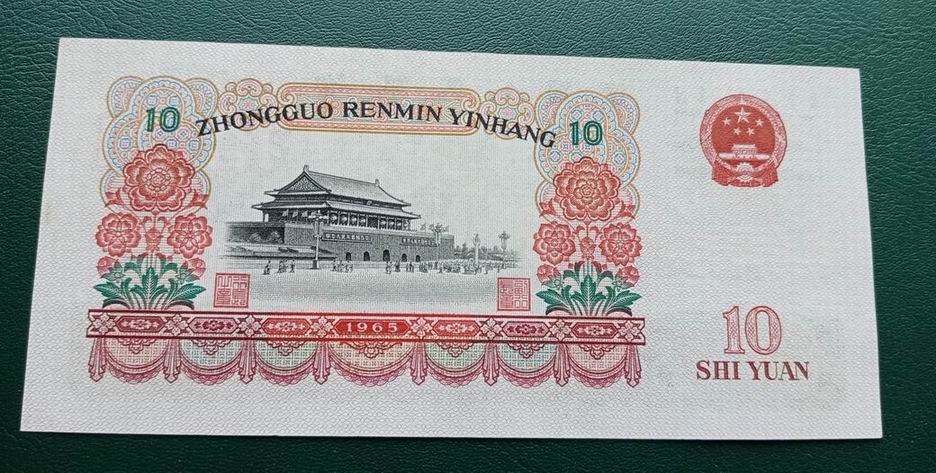 10 ZHONGGUO RENMIN YINHANG 10
1965
10
SHI YUAN